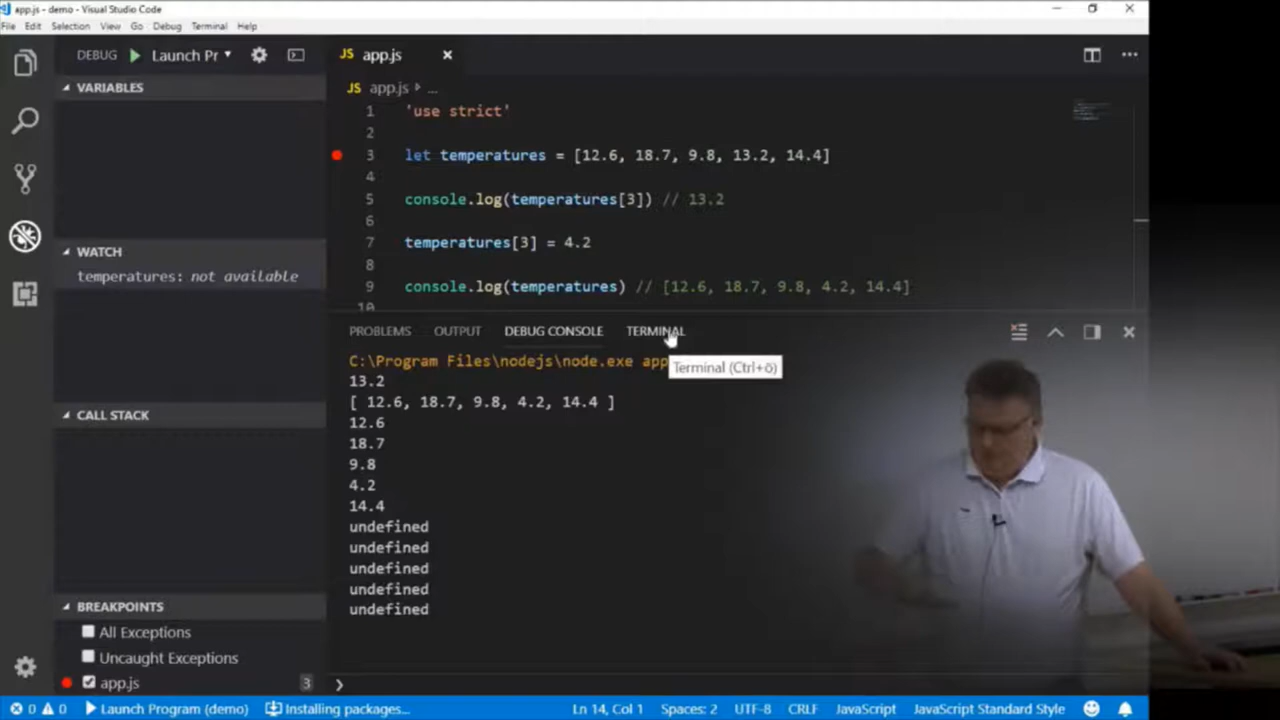 app.js - demo - Visual Studio Code
File Edit Selection View Go Debug Terminal Help
DEBUG Launch Pr
VARIABLES
WATCH
temperatures: not available
CALL STACK
BREAKPOINTS
All Exceptions
Uncaught Exceptions
app.js 3
JS app.js
JS app.js ...
1 'use strict'
2
3 let temperatures = [12.6, 18.7, 9.8, 13.2, 14.4]
4
5 console.log(temperatures[3]) // 13.2
6
7 temperatures[3] = 4.2
8
9 console.log(temperatures) // [12.6, 18.7, 9.8, 4.2, 14.4]
10
PROBLEMS OUTPUT DEBUG CONSOLE TERMINAL
C:\Program Files\nodejs\node.exe app
Terminal (Ctrl+ö)
13.2
[ 12.6, 18.7, 9.8, 4.2, 14.4 ]
12.6
18.7
9.8
4.2
14.4
undefined
undefined
undefined
undefined
undefined
0 0 Launch Program (demo) Installing packages... Ln 14, Col 1 Spaces: 2 UTF-8 CRLF JavaScript JavaScript Standard Style